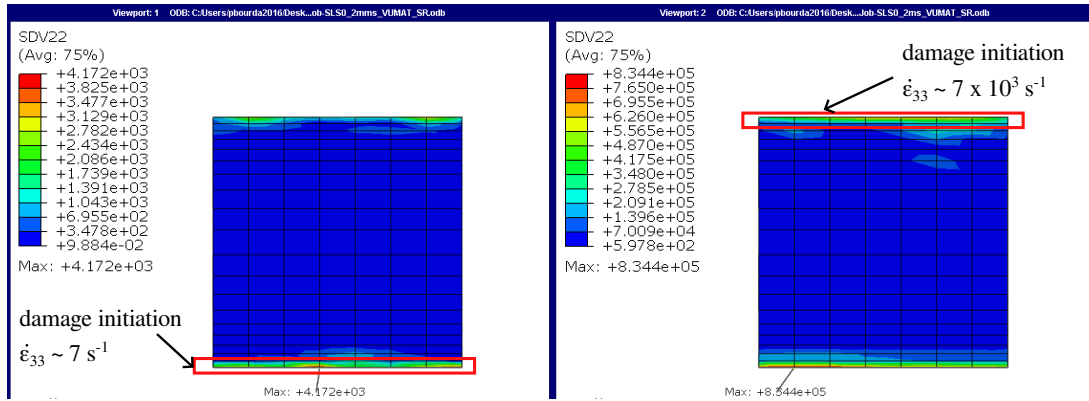 Viewport: 1 ODB: C:/Users/pbourda2016/Desk...ob-SLS0_2mms_VUMAT_SR.odb
SDV22
(Avg: 75%)
+4.172e+03
+3.825e+03
+3.477e+03
+3.129e+03
+2.782e+03
+2.434e+03
+2.086e+03
+1.739e+03
+1.391e+03
+1.043e+03
+6.955e+02
+3.478e+02
+9.884e-02
Max: +4.172e+03
damage initiation
ε̇₃₃ ~ 7 s⁻¹
Max: +4.172e+03
Viewport: 2 ODB: C:/Users/pbourda2016/Desk...Job-SLS0_2ms_VUMAT_SR.odb
SDV22
(Avg: 75%)
+8.344e+05
+7.650e+05
+6.955e+05
+6.260e+05
+5.565e+05
+4.870e+05
+4.175e+05
+3.480e+05
+2.785e+05
+2.091e+05
+1.396e+05
+7.009e+04
+5.978e+02
Max: +8.344e+05
damage initiation
ε̇₃₃ ~ 7 x 10³ s⁻¹
Max: +8.344e+05